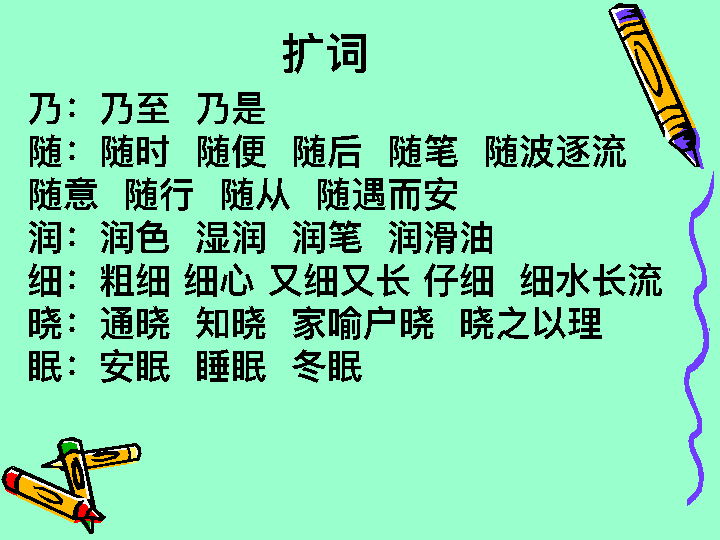 扩词
乃：乃至 乃是
随：随时 随便 随后 随笔 随波逐流
随意 随行 随从 随遇而安
润：润色 湿润 润笔 润滑油
细：粗细 细心 又细又长 仔细 细水长流
晓：通晓 知晓 家喻户晓 晓之以理
眠：安眠 睡眠 冬眠